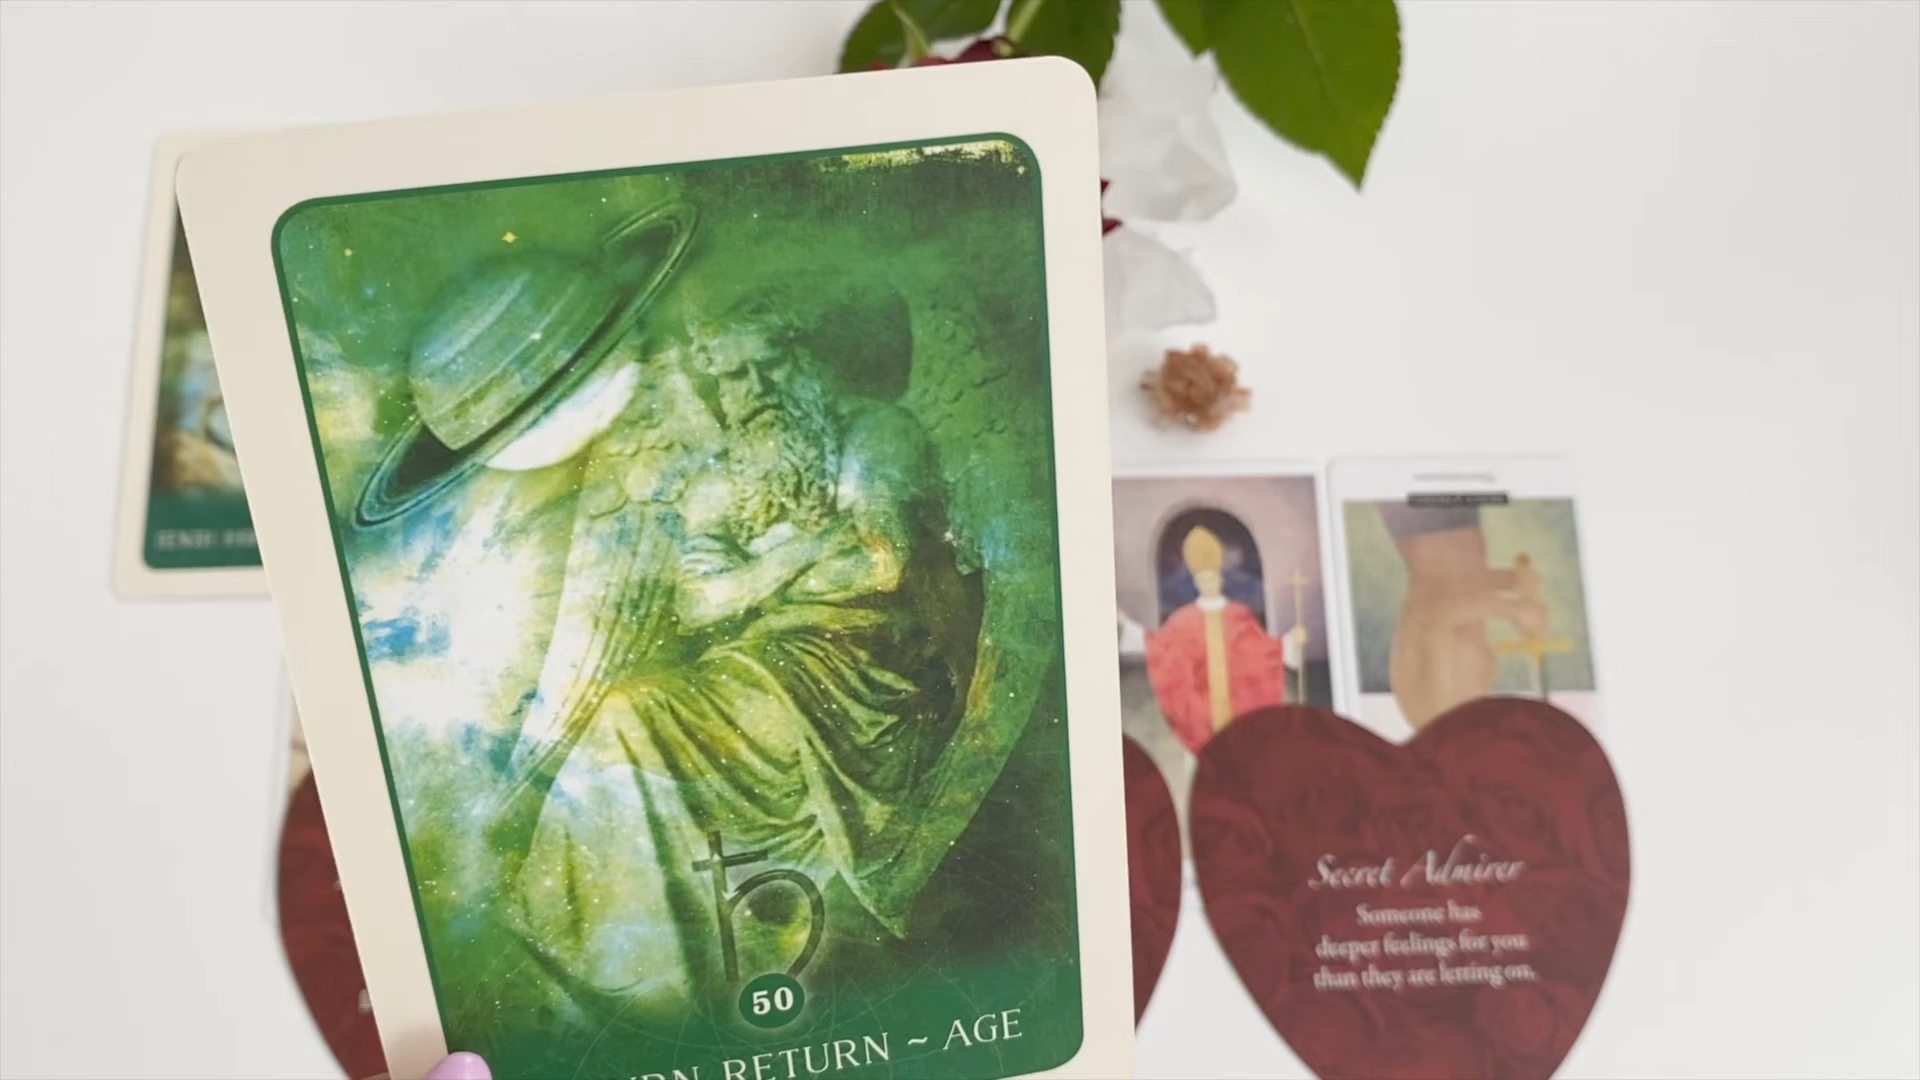 50
RETURN ~ AGE
Secret Admirer
Someone has
deeper feelings for you
than they are letting on.